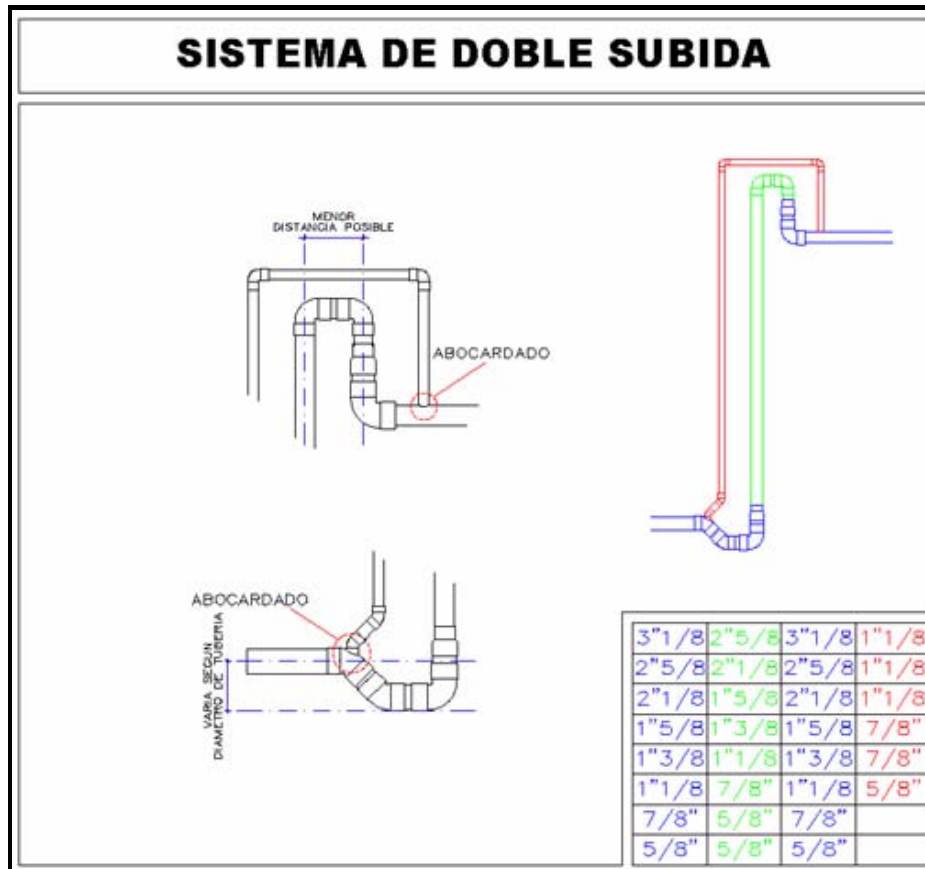 SISTEMA DE DOBLE SUBIDA
MENOR
DISTANCIA POSIBLE
ABOCARDADO
ABOCARDADO
VARIA SEGUN
DIAMETRO DE TUBERIA
3"1/8 2"5/8 3"1/8 1"1/8
2"5/8 2"1/8 2"5/8 1"1/8
2"1/8 1"5/8 2"1/8 1"1/8
1"5/8 1"3/8 1"5/8 7/8"
1"3/8 1"1/8 1"3/8 7/8"
1"1/8 7/8" 1"1/8 5/8"
7/8" 5/8" 7/8"
5/8" 5/8" 5/8"